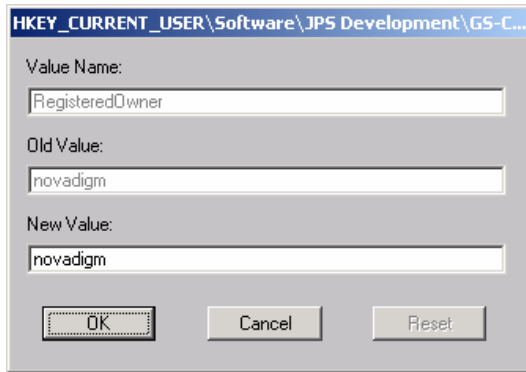 HKEY_CURRENT_USER\Software\JPS Development\GS-C...
Value Name:
RegisteredOwner
Old Value:
novadigm
New Value:
novadigm
OK Cancel Reset